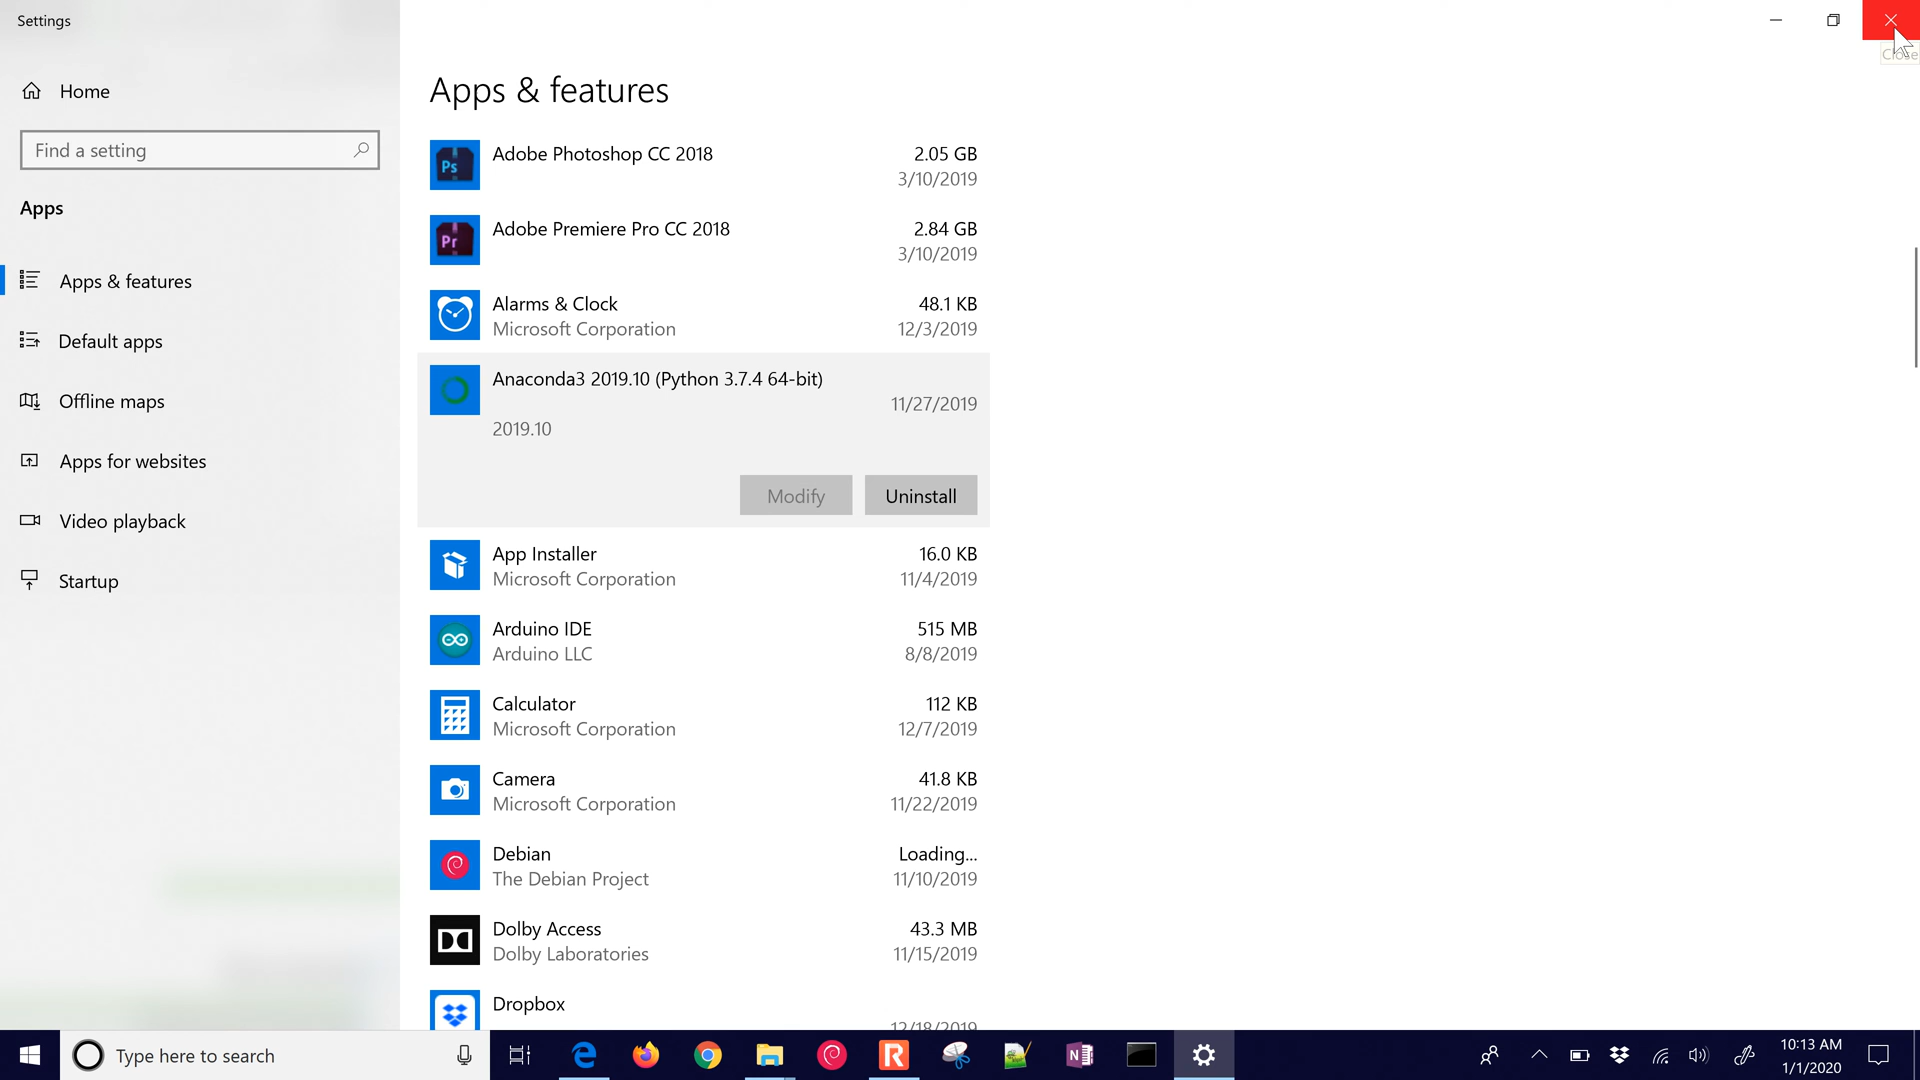 Settings
Home
Find a setting
Apps
Apps & features
Default apps
Offline maps
Apps for websites
Video playback
Startup
Close
Apps & features
Adobe Photoshop CC 2018 2.05 GB
3/10/2019
Adobe Premiere Pro CC 2018 2.84 GB
3/10/2019
Alarms & Clock 48.1 KB
Microsoft Corporation 12/3/2019
Anaconda3 2019.10 (Python 3.7.4 64-bit)
11/27/2019
2019.10
Modify Uninstall
App Installer 16.0 KB
Microsoft Corporation 11/4/2019
Arduino IDE 515 MB
Arduino LLC 8/8/2019
Calculator 112 KB
Microsoft Corporation 12/7/2019
Camera 41.8 KB
Microsoft Corporation 11/22/2019
Debian Loading...
The Debian Project 11/10/2019
Dolby Access 43.3 MB
Dolby Laboratories 11/15/2019
Dropbox
12/18/2019
Type here to search
10:13 AM
1/1/2020